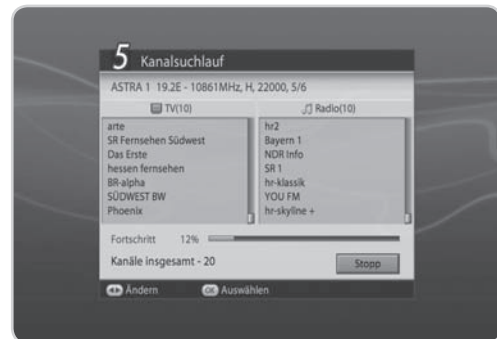 5 Kanalsuchlauf
ASTRA 1 19.2E - 10861MHz, H, 22000, 5/6
TV(10)
Radio(10)
arte
SR Fernsehen Südwest
Das Erste
hessen fernsehen
BR-alpha
SÜDWEST BW
Phoenix
hr2
Bayern 1
NDR Info
SR 1
hr-klassik
YOU FM
hr-skyline +
Fortschritt 12%
Kanäle insgesamt - 20
Stopp
Ändern OK Auswählen